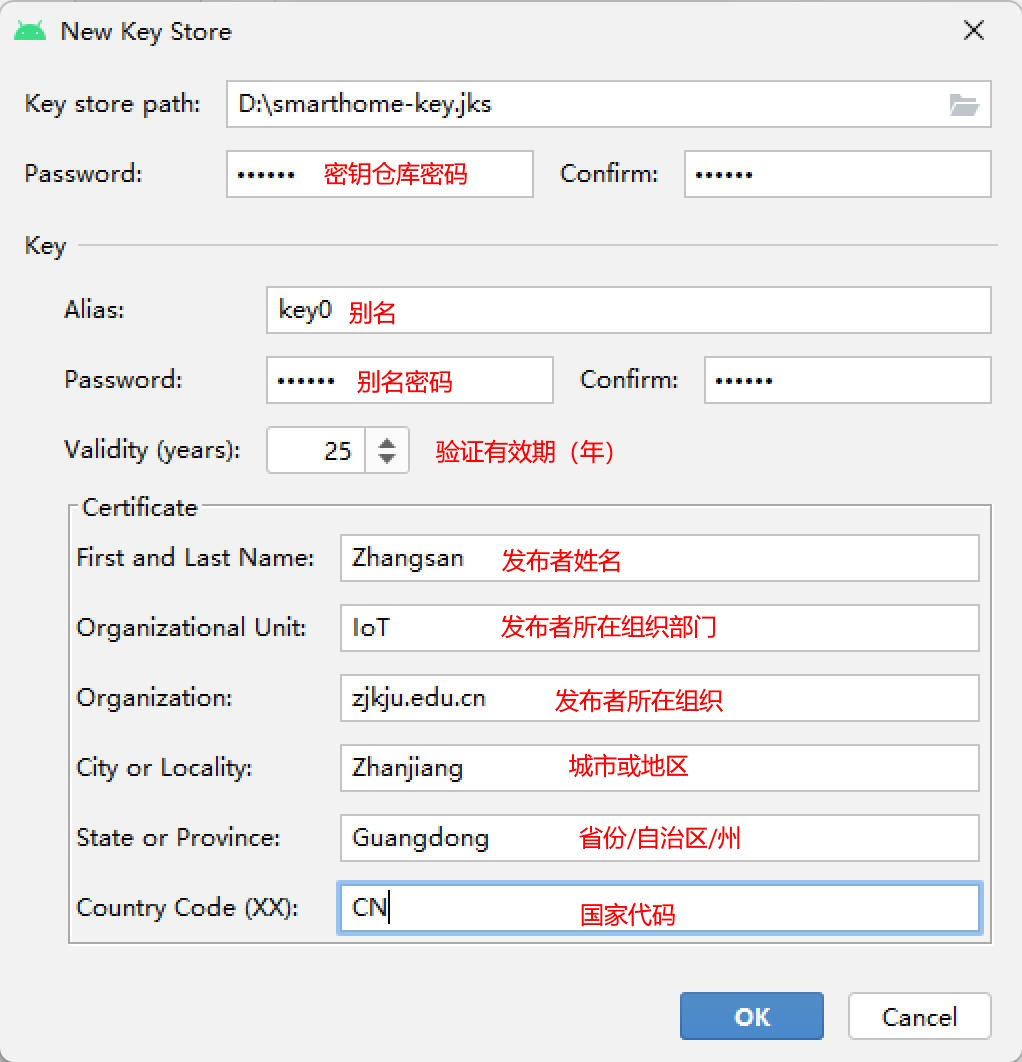 New Key Store
Key store path: D:\smarthome-key.jks
Password: •••••• 密钥仓库密码 Confirm: ••••••
Key
Alias: key0 别名
Password: •••••• 别名密码 Confirm: ••••••
Validity (years): 25 验证有效期（年）
Certificate
First and Last Name: Zhangsan 发布者姓名
Organizational Unit: IoT 发布者所在组织部门
Organization: zjkju.edu.cn 发布者所在组织
City or Locality: Zhanjiang 城市或地区
State or Province: Guangdong 省份/自治区/州
Country Code (XX): CN 国家代码
OK Cancel